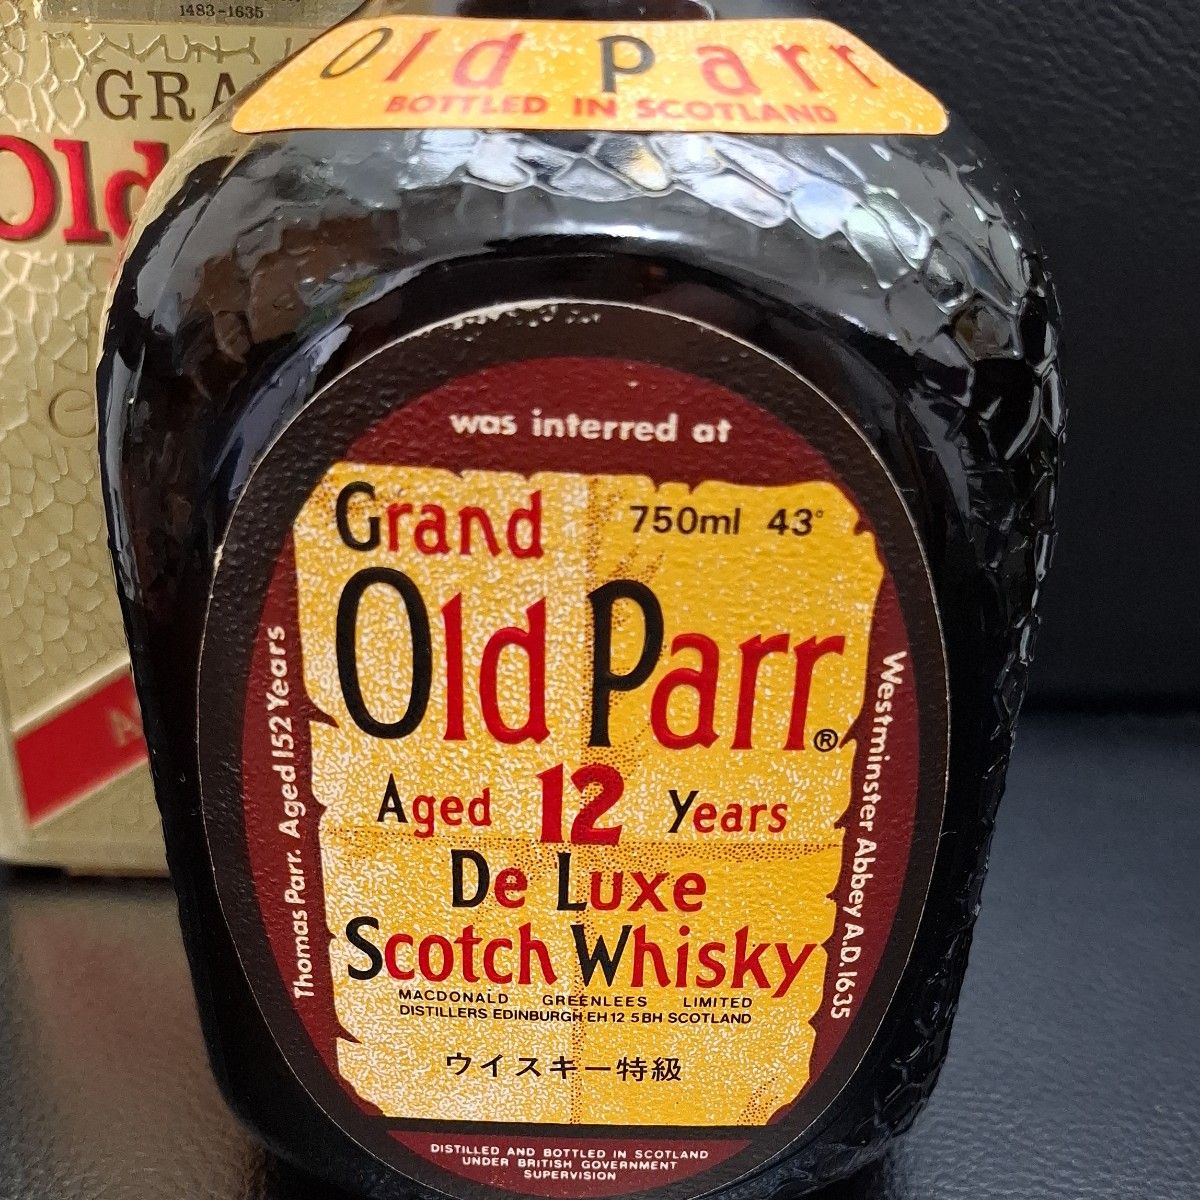 1483-1635
GRA
Old
Old Parr
BOTTLED IN SCOTLAND
was interred at
Grand 750ml 43°
Old Parr®
Aged 12 Years
De Luxe
Scotch Whisky
MACDONALD GREENLEES LIMITED
DISTILLERS EDINBURGH EH12 5BH SCOTLAND
ウイスキー特級
Thomas Parr. Aged 152 Years
Westminster Abbey A.D. 1635
DISTILLED AND BOTTLED IN SCOTLAND
UNDER BRITISH GOVERNMENT
SUPERVISION